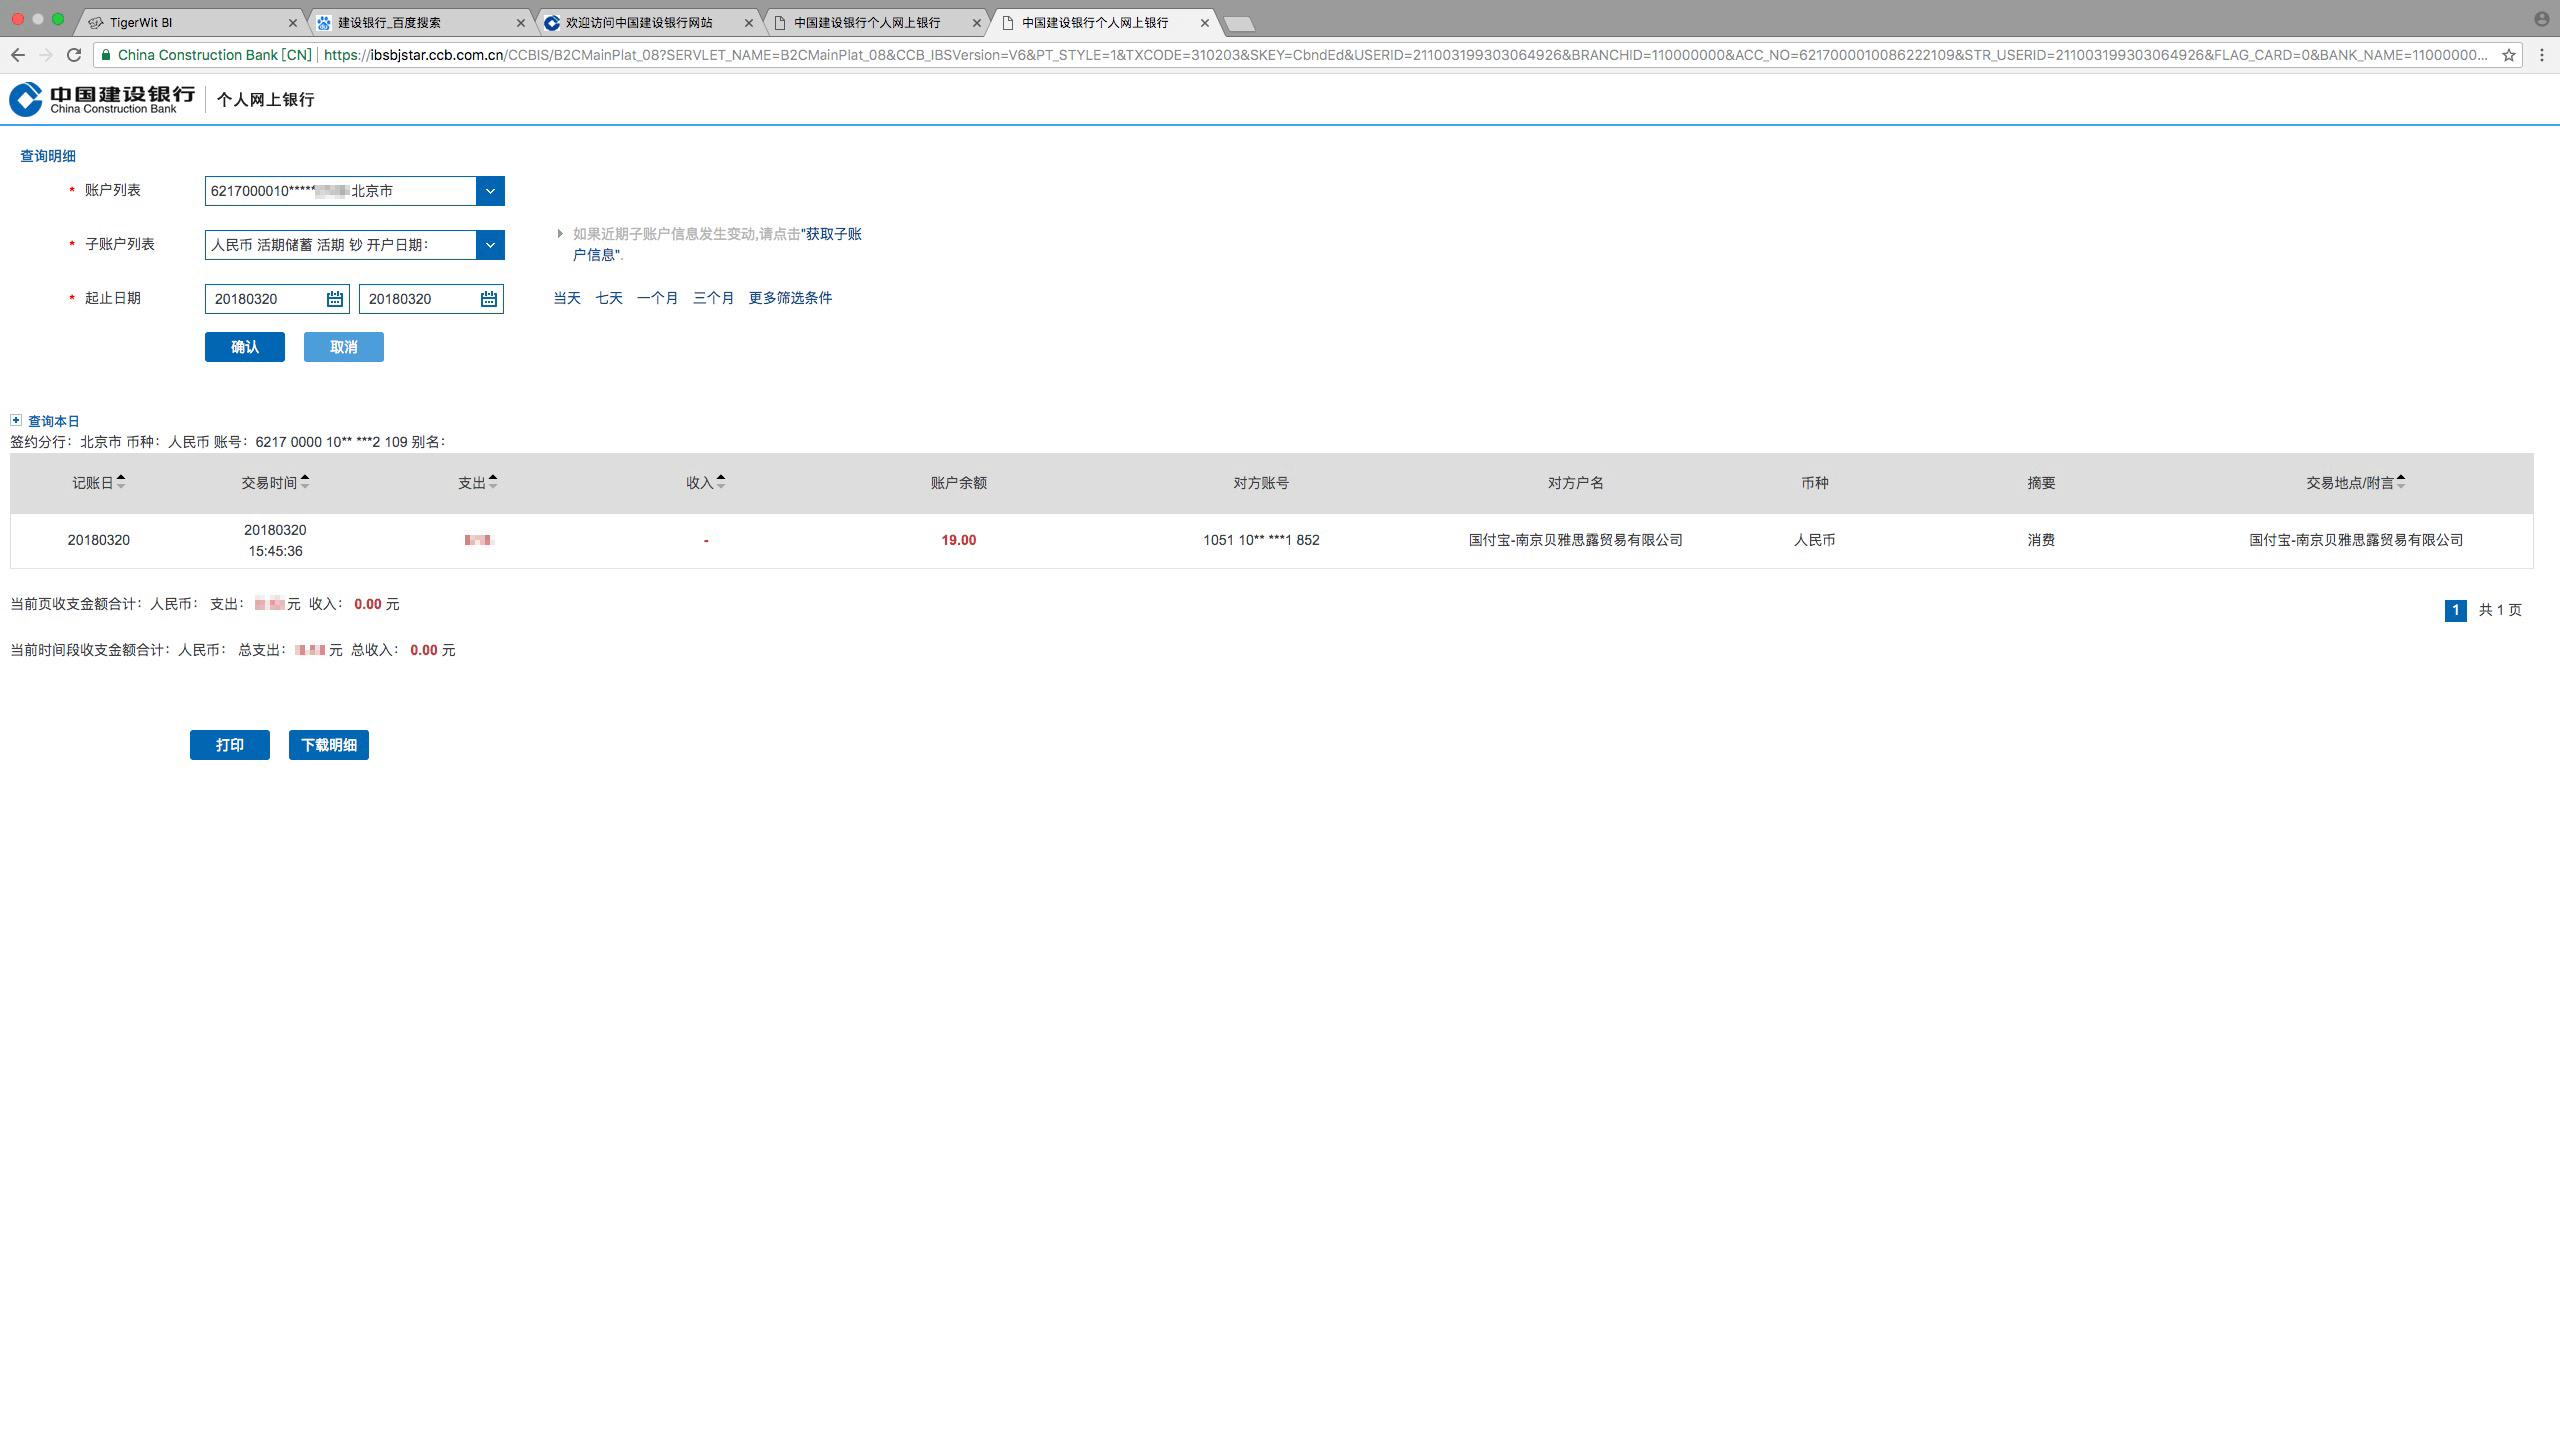 TigerWit BI
建设银行_百度搜索
欢迎访问中国建设银行网站
中国建设银行个人网上银行
中国建设银行个人网上银行
China Construction Bank [CN] https://ibsbjstar.ccb.com.cn/CCBIS/B2CMainPlat_08?SERVLET_NAME=B2CMainPlat_08&CCB_IBSVersion=V6&PT_STYLE=1&TXCODE=310203&SKEY=CbndEd&USERID=211003199303064926&BRANCHID=110000000&ACC_NO=6217000010086222109&STR_USERID=211003199303064926&FLAG_CARD=0&BANK_NAME=11000000...
中国建设银行
China Construction Bank
个人网上银行
查询明细
* 账户列表 6217000010***** 北京市
* 子账户列表 人民币 活期储蓄 活期 钞 开户日期:
如果近期子账户信息发生变动,请点击"获取子账
户信息".
* 起止日期 20180320 20180320 当天 七天 一个月 三个月 更多筛选条件
确认 取消
查询本日
签约分行: 北京市 币种: 人民币 账号: 6217 0000 10** ***2 109 别名:
记账日 交易时间 支出 收入 账户余额 对方账号 对方户名 币种 摘要 交易地点/附言
20180320 20180320 15:45:36 - 19.00 1051 10** ***1 852 国付宝-南京贝雅思露贸易有限公司 人民币 消费 国付宝-南京贝雅思露贸易有限公司
当前页收支金额合计: 人民币: 支出: 元 收入: 0.00 元
1 共 1 页
当前时间段收支金额合计: 人民币: 总支出: 元 总收入: 0.00 元
打印 下载明细